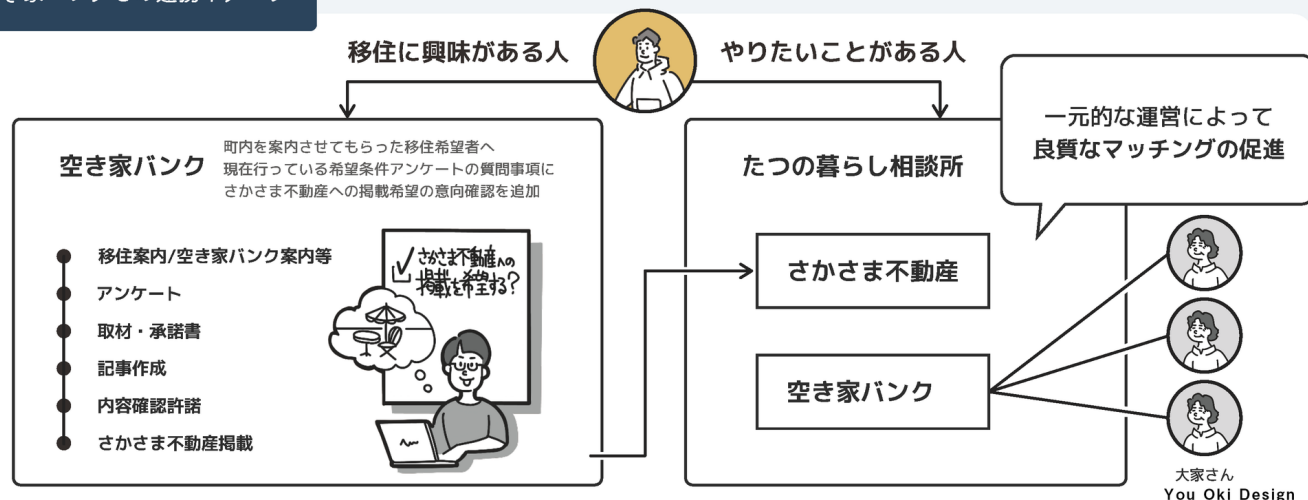 移住に興味がある人
やりたいことがある人
一元的な運営によって
良質なマッチングの促進
空き家バンク
町内を案内させてもらった移住希望者へ
現在行っている希望条件アンケートの質問事項に
さかさま不動産への掲載希望の意向確認を追加
移住案内/空き家バンク案内等
アンケート
取材・承諾書
記事作成
内容確認許諾
さかさま不動産掲載
さかさま不動産への
掲載を希望する?
たつの暮らし相談所
さかさま不動産
空き家バンク
大家さん
You Oki Design